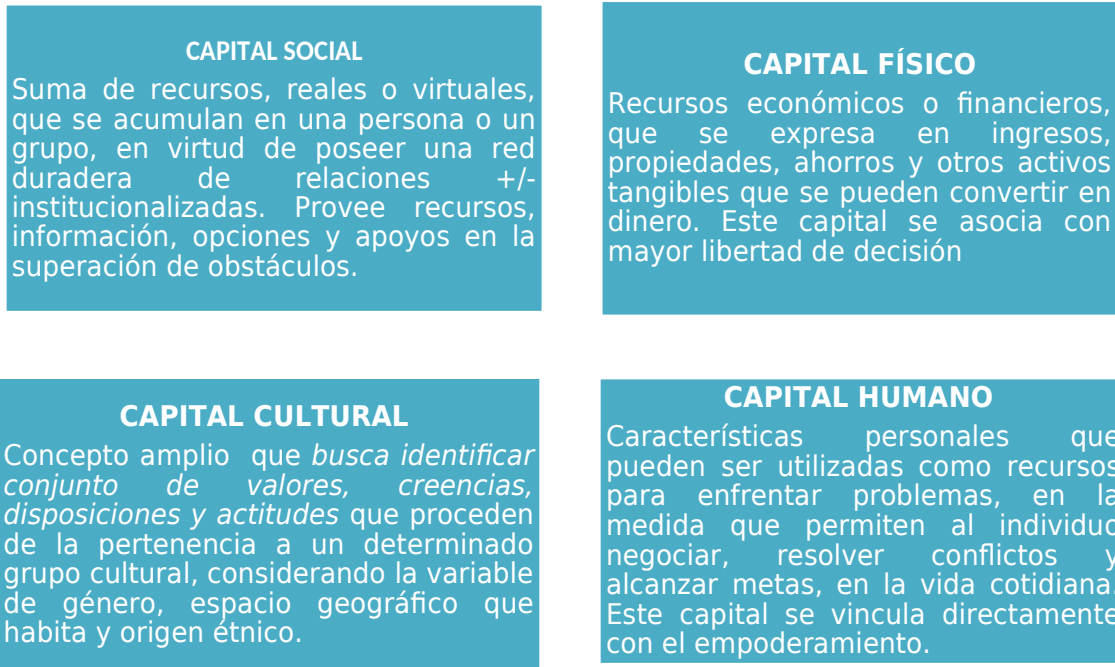 CAPITAL SOCIAL
Suma de recursos, reales o virtuales,
que se acumulan en una persona o un
grupo, en virtud de poseer una red
duradera de relaciones +/-
institucionalizadas. Provee recursos,
información, opciones y apoyos en la
superación de obstáculos.
CAPITAL FÍSICO
Recursos económicos o financieros,
que se expresa en ingresos,
propiedades, ahorros y otros activos
tangibles que se pueden convertir en
dinero. Este capital se asocia con
mayor libertad de decisión
CAPITAL CULTURAL
Concepto amplio que busca identificar
conjunto de valores, creencias,
disposiciones y actitudes que proceden
de la pertenencia a un determinado
grupo cultural, considerando la variable
de género, espacio geográfico que
habita y origen étnico.
CAPITAL HUMANO
Características personales que
pueden ser utilizadas como recursos
para enfrentar problemas, en la
medida que permiten al individuo
negociar, resolver conflictos y
alcanzar metas, en la vida cotidiana.
Este capital se vincula directamente
con el empoderamiento.